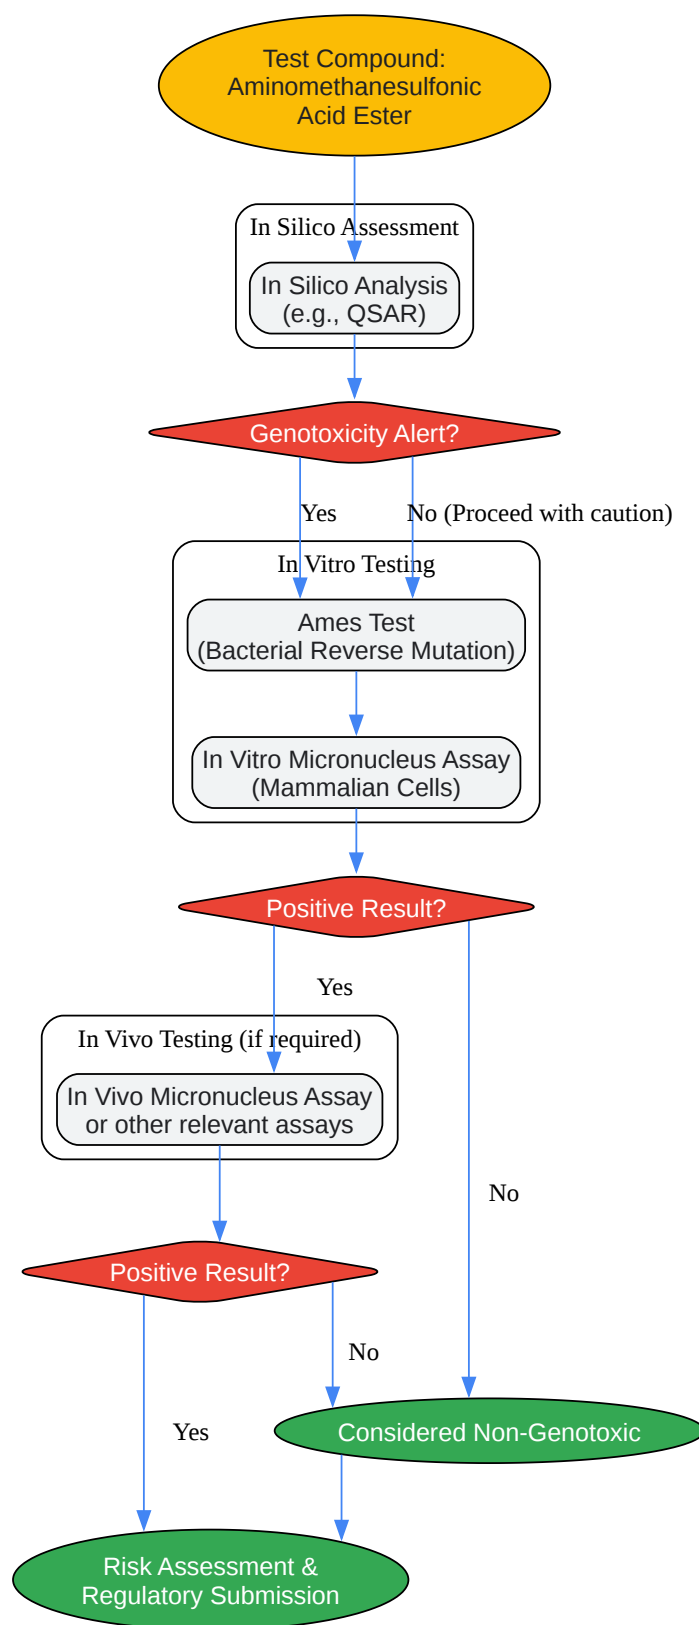 Test Compound:
Aminomethanesulfonic
Acid Ester
In Silico Assessment
In Silico Analysis
(e.g., QSAR)
Genotoxicity Alert?
Yes
No (Proceed with caution)
In Vitro Testing
Ames Test
(Bacterial Reverse Mutation)
In Vitro Micronucleus Assay
(Mammalian Cells)
Positive Result?
Yes
In Vivo Testing (if required)
In Vivo Micronucleus Assay
or other relevant assays
No
Positive Result?
No
Yes
Considered Non-Genotoxic
Risk Assessment &
Regulatory Submission